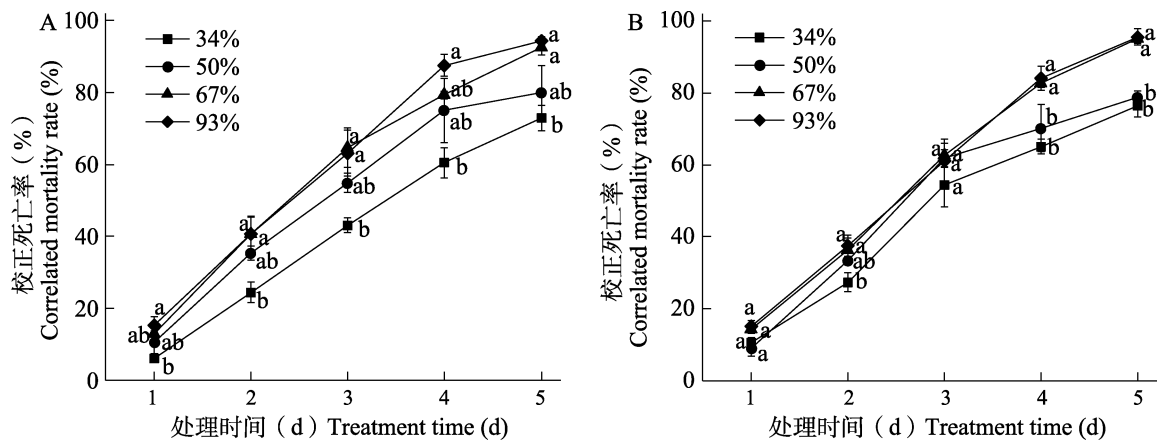 A
100
80
60
40
20
0
34%
50%
67%
93%
校正死亡率（%）
Correlated mortality rate (%)
a
ab
ab
b
a
a
ab
b
a
a
ab
b
a
ab
ab
b
a
a
ab
b
1 2 3 4 5
处理时间（d）Treatment time (d)
B
100
80
60
40
20
0
34%
50%
67%
93%
校正死亡率（%）
Correlated mortality rate (%)
a
a
a
a
a
a
ab
b
a
a
a
a
a
a
b
b
a
a
b
b
1 2 3 4 5
处理时间（d）Treatment time (d)